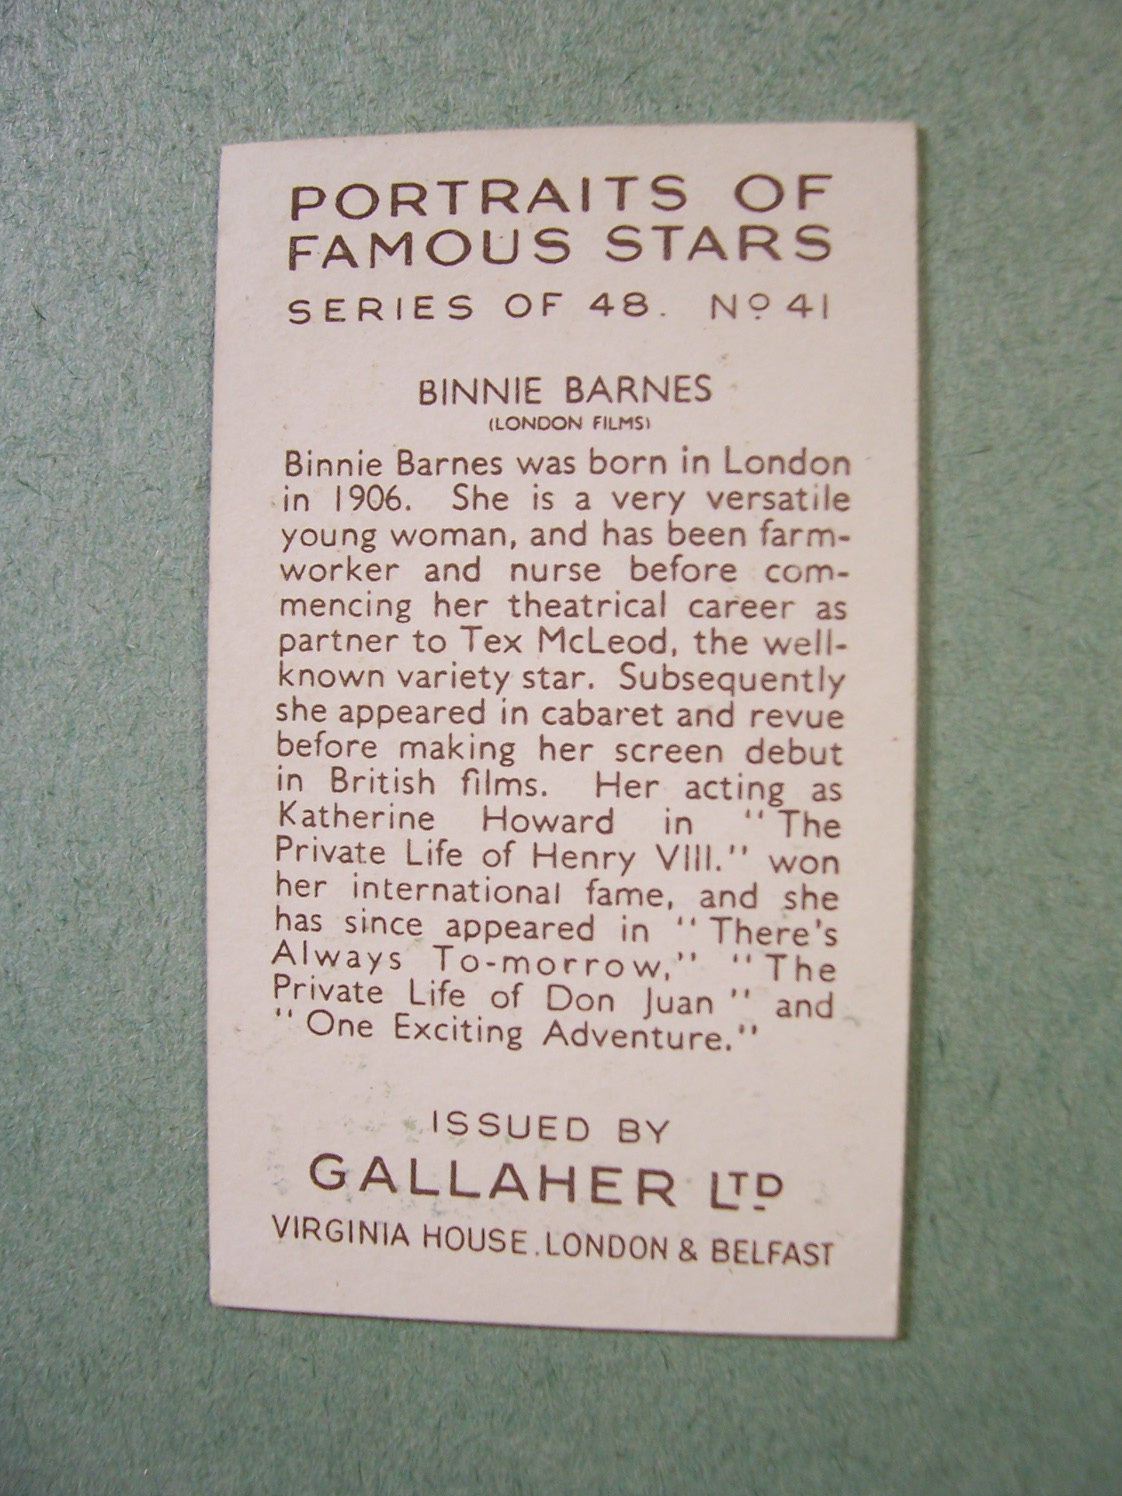 PORTRAITS OF
FAMOUS STARS
SERIES OF 48. Nº 41
BINNIE BARNES
(LONDON FILMS)
Binnie Barnes was born in London
in 1906. She is a very versatile
young woman, and has been farm-
worker and nurse before com-
mencing her theatrical career as
partner to Tex McLeod, the well-
known variety star. Subsequently
she appeared in cabaret and revue
before making her screen debut
in British films. Her acting as
Katherine Howard in "The
Private Life of Henry VIII." won
her international fame, and she
has since appeared in "There's
Always To-morrow," "The
Private Life of Don Juan" and
"One Exciting Adventure."
ISSUED BY
GALLAHER LTD
VIRGINIA HOUSE. LONDON & BELFAST